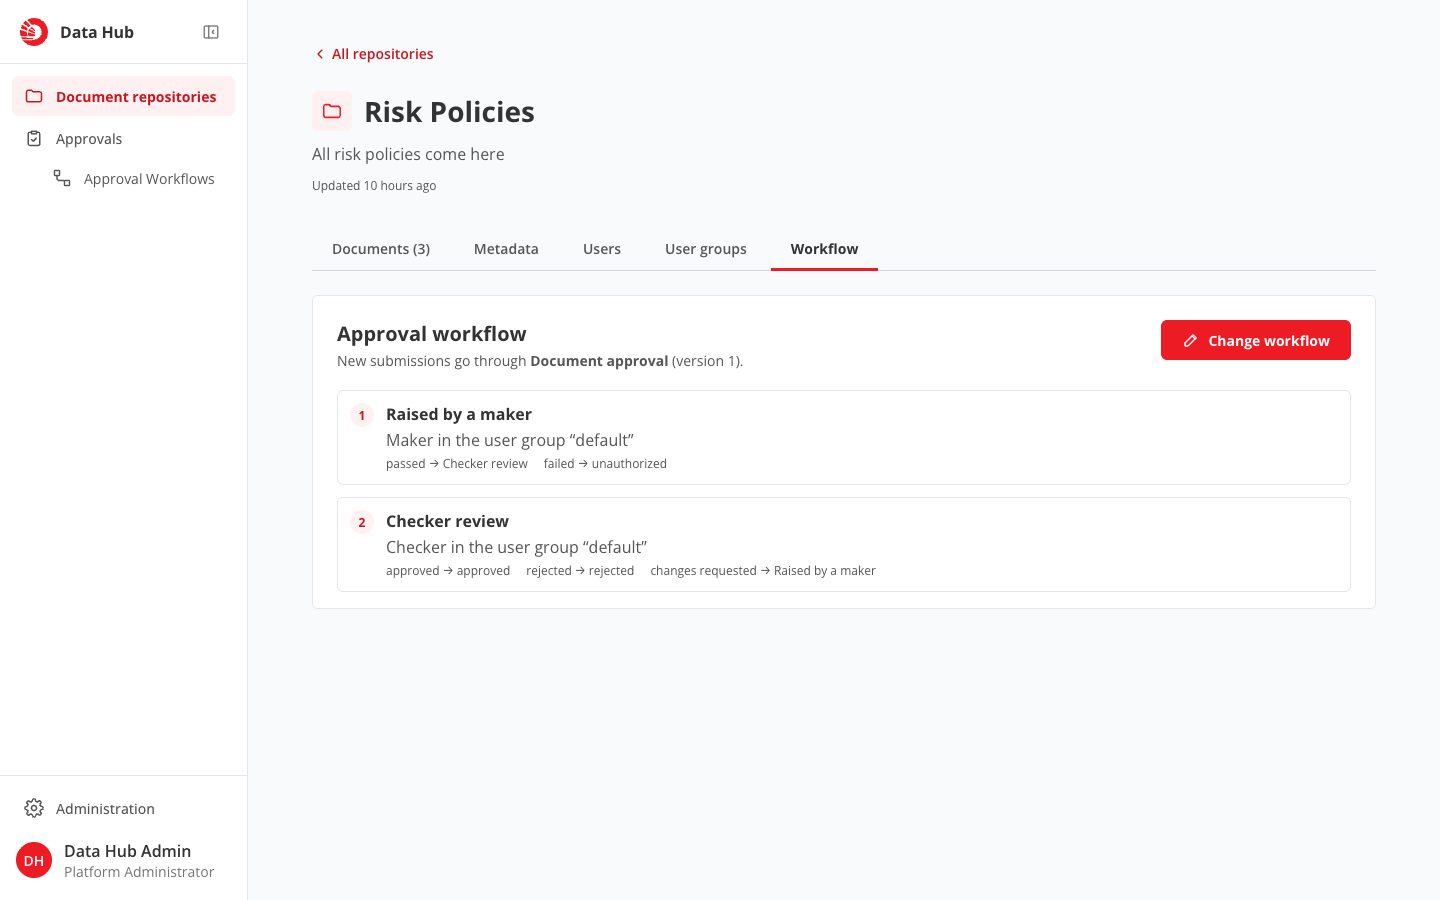 Data Hub
Document repositories
Approvals
Approval Workflows
Administration
DH
Data Hub Admin
Platform Administrator
All repositories
Risk Policies
All risk policies come here
Updated 10 hours ago
Documents (3) Metadata Users User groups Workflow
Approval workflow
New submissions go through Document approval (version 1).
Change workflow
1 Raised by a maker
Maker in the user group “default”
passed → Checker review failed → unauthorized
2 Checker review
Checker in the user group “default”
approved → approved rejected → rejected changes requested → Raised by a maker